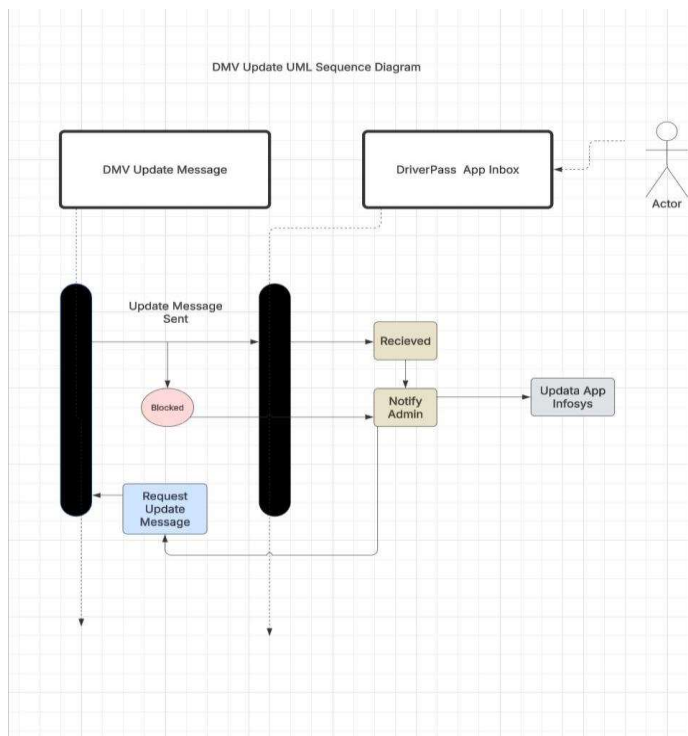 DMV Update UML Sequence Diagram
DMV Update Message
DriverPass App Inbox
Actor
Update Message
Sent
Recieved
Blocked
Notify
Admin
Updata App
Infosys
Request
Update
Message